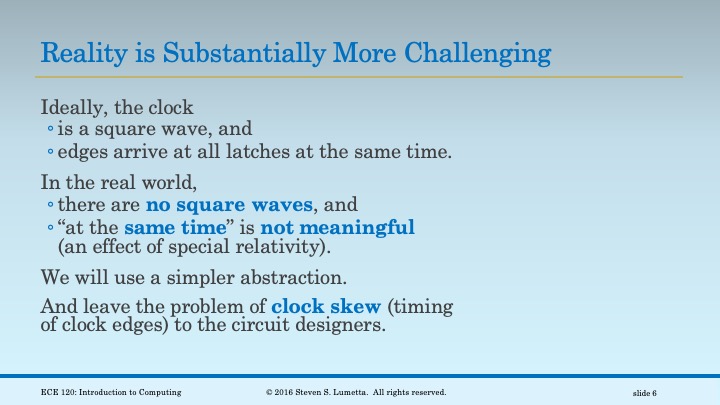 Reality is Substantially More Challenging
Ideally, the clock
◦ is a square wave, and
◦ edges arrive at all latches at the same time.
In the real world,
◦ there are no square waves, and
◦ “at the same time” is not meaningful
(an effect of special relativity).
We will use a simpler abstraction.
And leave the problem of clock skew (timing
of clock edges) to the circuit designers.
ECE 120: Introduction to Computing
© 2016 Steven S. Lumetta. All rights reserved.
slide 6